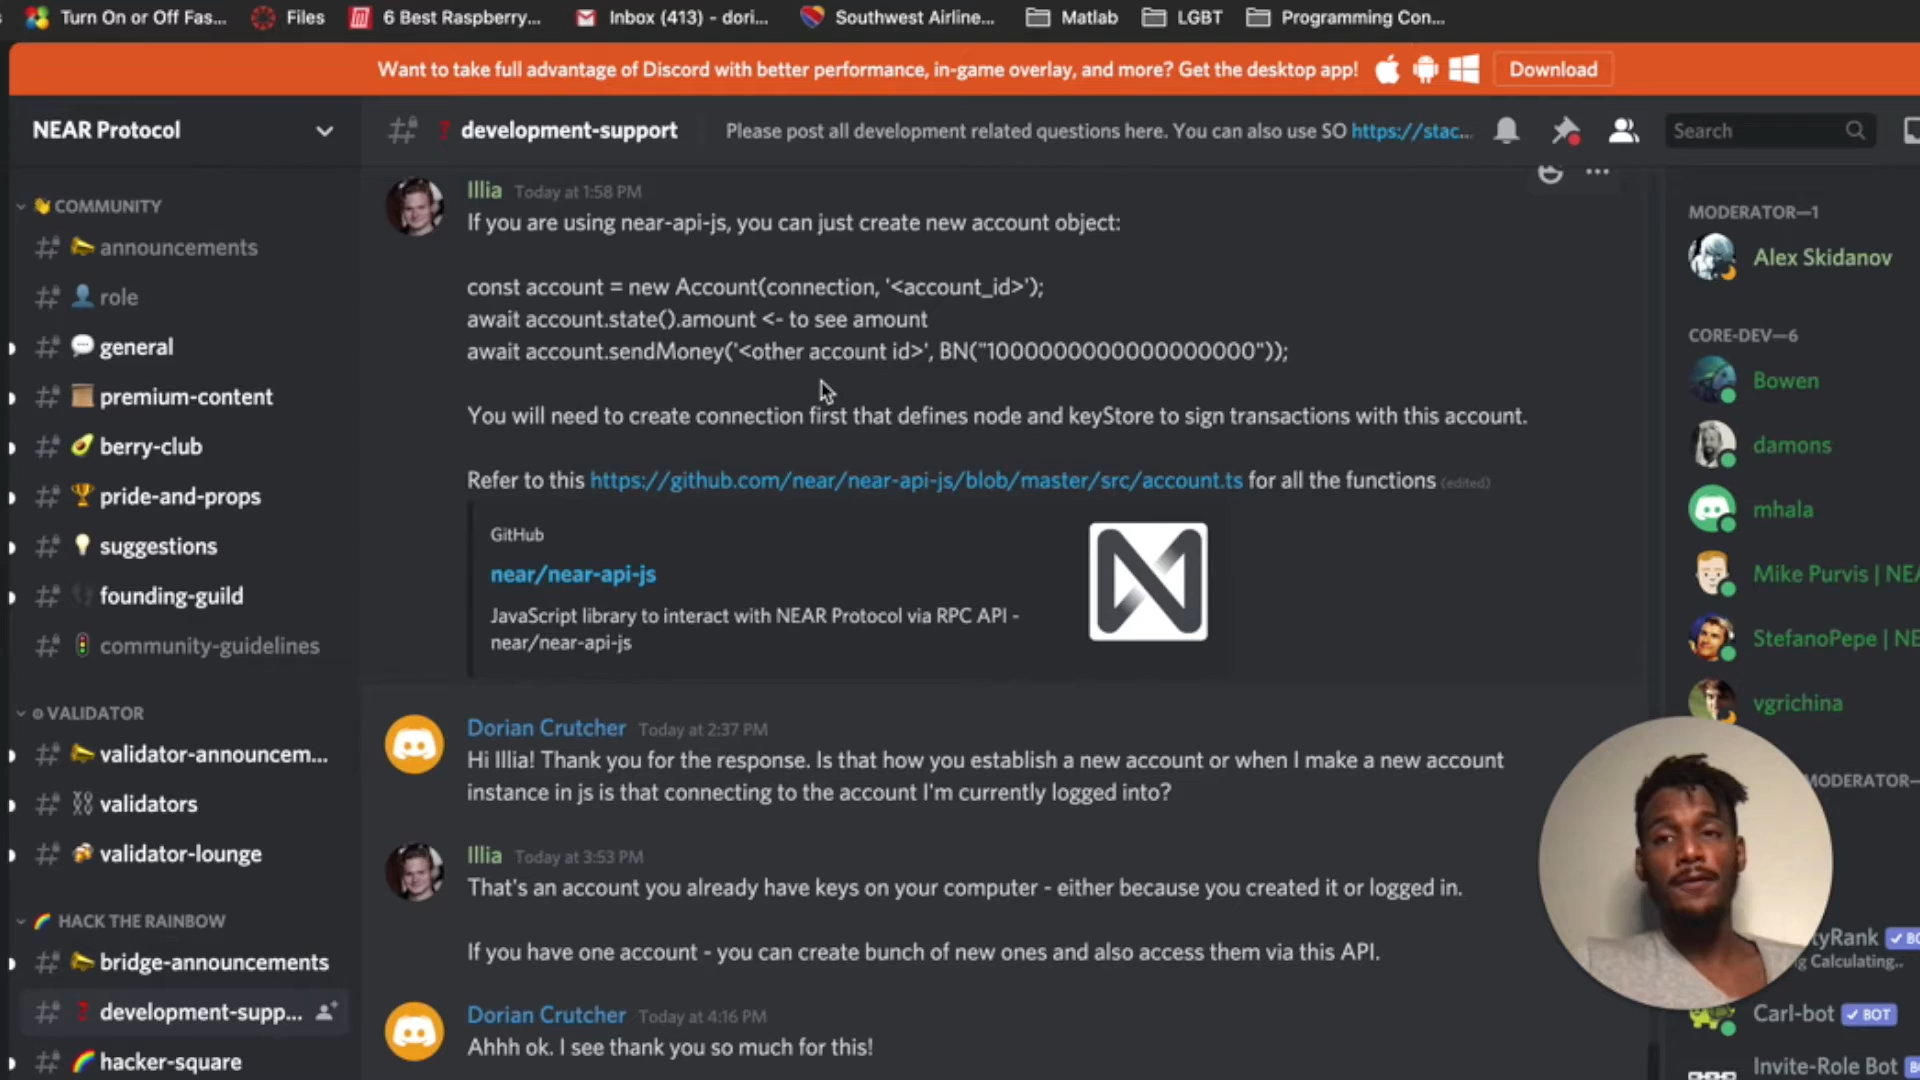 Turn On or Off Fas...
Files
6 Best Raspberry...
Inbox (413) - dori...
Southwest Airline...
Matlab
LGBT
Programming Con...
Want to take full advantage of Discord with better performance, in-game overlay, and more? Get the desktop app!
Download
NEAR Protocol
development-support
Please post all development related questions here. You can also use SO https://stac...
Search
COMMUNITY
announcements
role
general
premium-content
berry-club
pride-and-props
suggestions
founding-guild
community-guidelines
VALIDATOR
validator-announcem...
validators
validator-lounge
HACK THE RAINBOW
bridge-announcements
development-supp...
hacker-square
Illia Today at 1:58 PM
If you are using near-api-js, you can just create new account object:
const account = new Account(connection, '<account_id>');
await account.state().amount <- to see amount
await account.sendMoney('<other account id>', BN("1000000000000000000"));
You will need to create connection first that defines node and keyStore to sign transactions with this account.
Refer to this https://github.com/near/near-api-js/blob/master/src/account.ts for all the functions (edited)
GitHub
near/near-api-js
JavaScript library to interact with NEAR Protocol via RPC API -
near/near-api-js
Dorian Crutcher Today at 2:37 PM
Hi Illia! Thank you for the response. Is that how you establish a new account or when I make a new account
instance in js is that connecting to the account I'm currently logged into?
Illia Today at 3:53 PM
That's an account you already have keys on your computer - either because you created it or logged in.
If you have one account - you can create bunch of new ones and also access them via this API.
Dorian Crutcher Today at 4:16 PM
Ahhh ok. I see thank you so much for this!
MODERATOR—1
Alex Skidanov
CORE-DEV—6
Bowen
damons
mhala
Mike Purvis | NEA
StefanoPepe | NE
vgrichina
MODERATOR—
tyRank
g Calculating..
Carl-bot
BOT
Invite-Role Bot